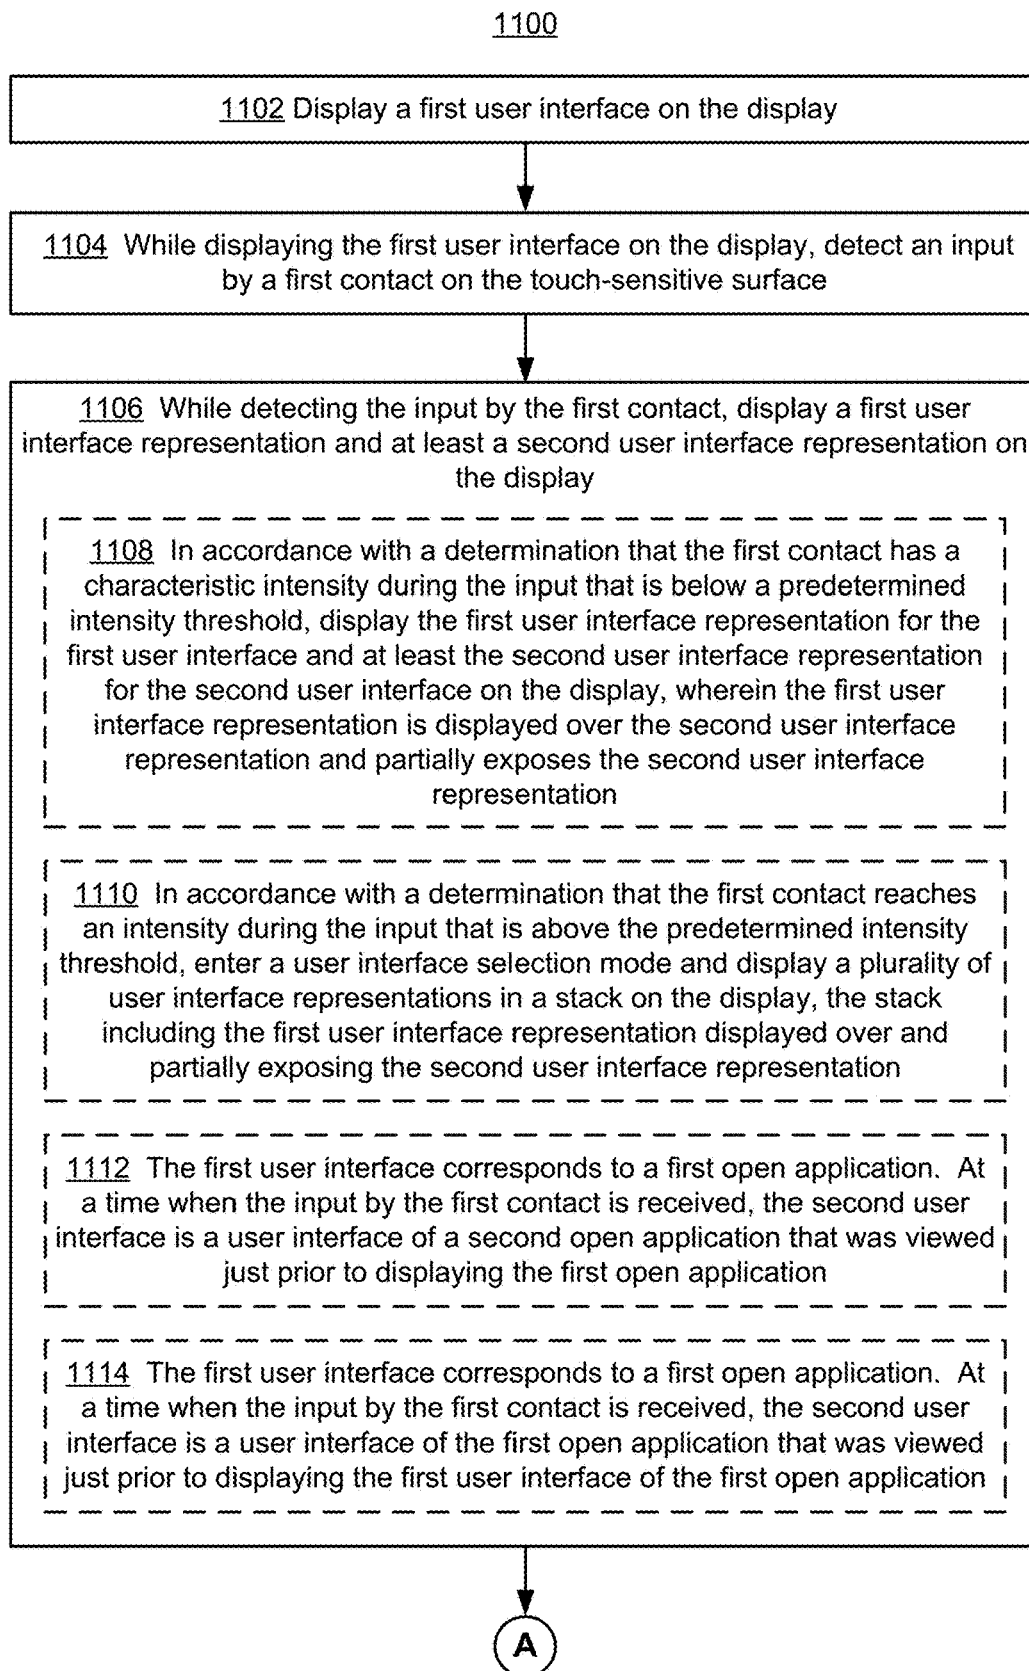 1100
1102 Display a first user interface on the display
1104 While displaying the first user interface on the display, detect an input
by a first contact on the touch-sensitive surface
1106 While detecting the input by the first contact, display a first user
interface representation and at least a second user interface representation on
the display
1108 In accordance with a determination that the first contact has a
characteristic intensity during the input that is below a predetermined
intensity threshold, display the first user interface representation for the
first user interface and at least the second user interface representation
for the second user interface on the display, wherein the first user
interface representation is displayed over the second user interface
representation and partially exposes the second user interface
representation
1110 In accordance with a determination that the first contact reaches
an intensity during the input that is above the predetermined intensity
threshold, enter a user interface selection mode and display a plurality of
user interface representations in a stack on the display, the stack
including the first user interface representation displayed over and
partially exposing the second user interface representation
1112 The first user interface corresponds to a first open application. At
a time when the input by the first contact is received, the second user
interface is a user interface of a second open application that was viewed
just prior to displaying the first open application
1114 The first user interface corresponds to a first open application. At
a time when the input by the first contact is received, the second user
interface is a user interface of the first open application that was viewed
just prior to displaying the first user interface of the first open application
A